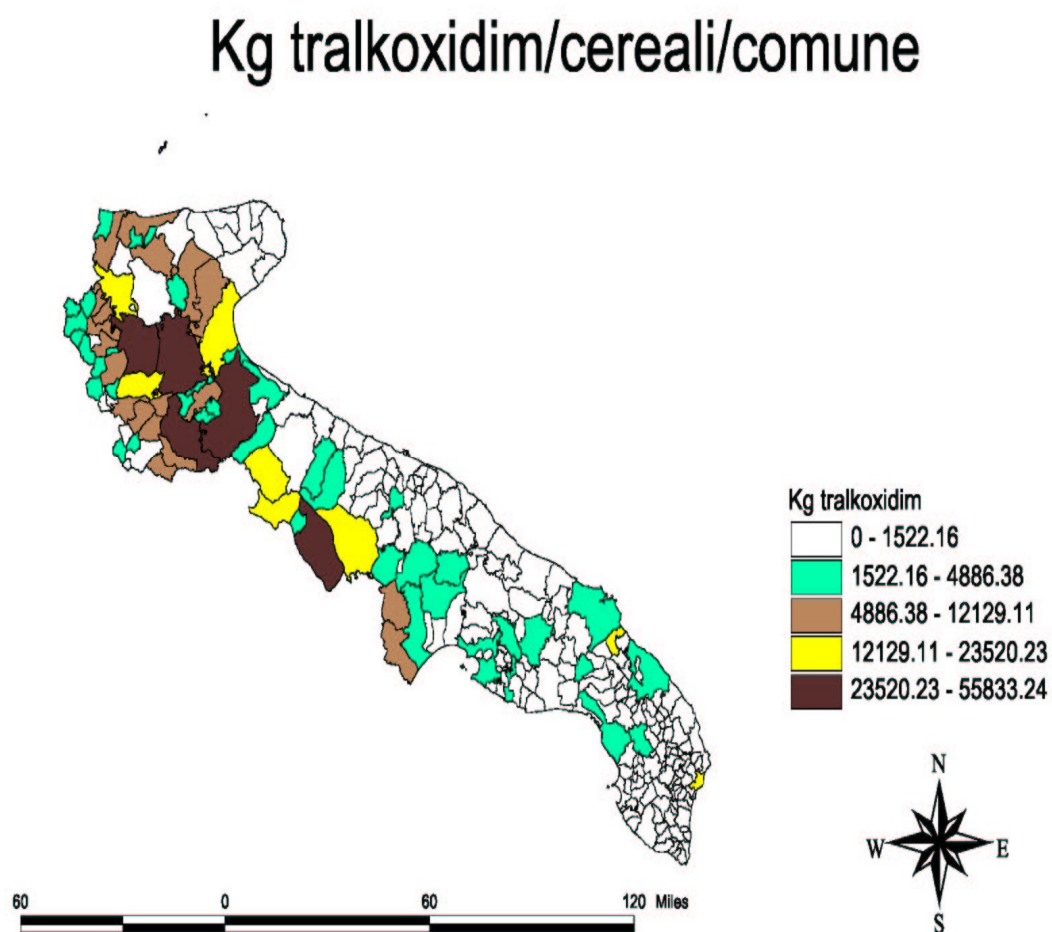 Kg tralkoxidim/cereali/comune
Kg tralkoxidim
0 - 1522.16
1522.16 - 4886.38
4886.38 - 12129.11
12129.11 - 23520.23
23520.23 - 55833.24
N
W E
S
60 0 60 120 Miles